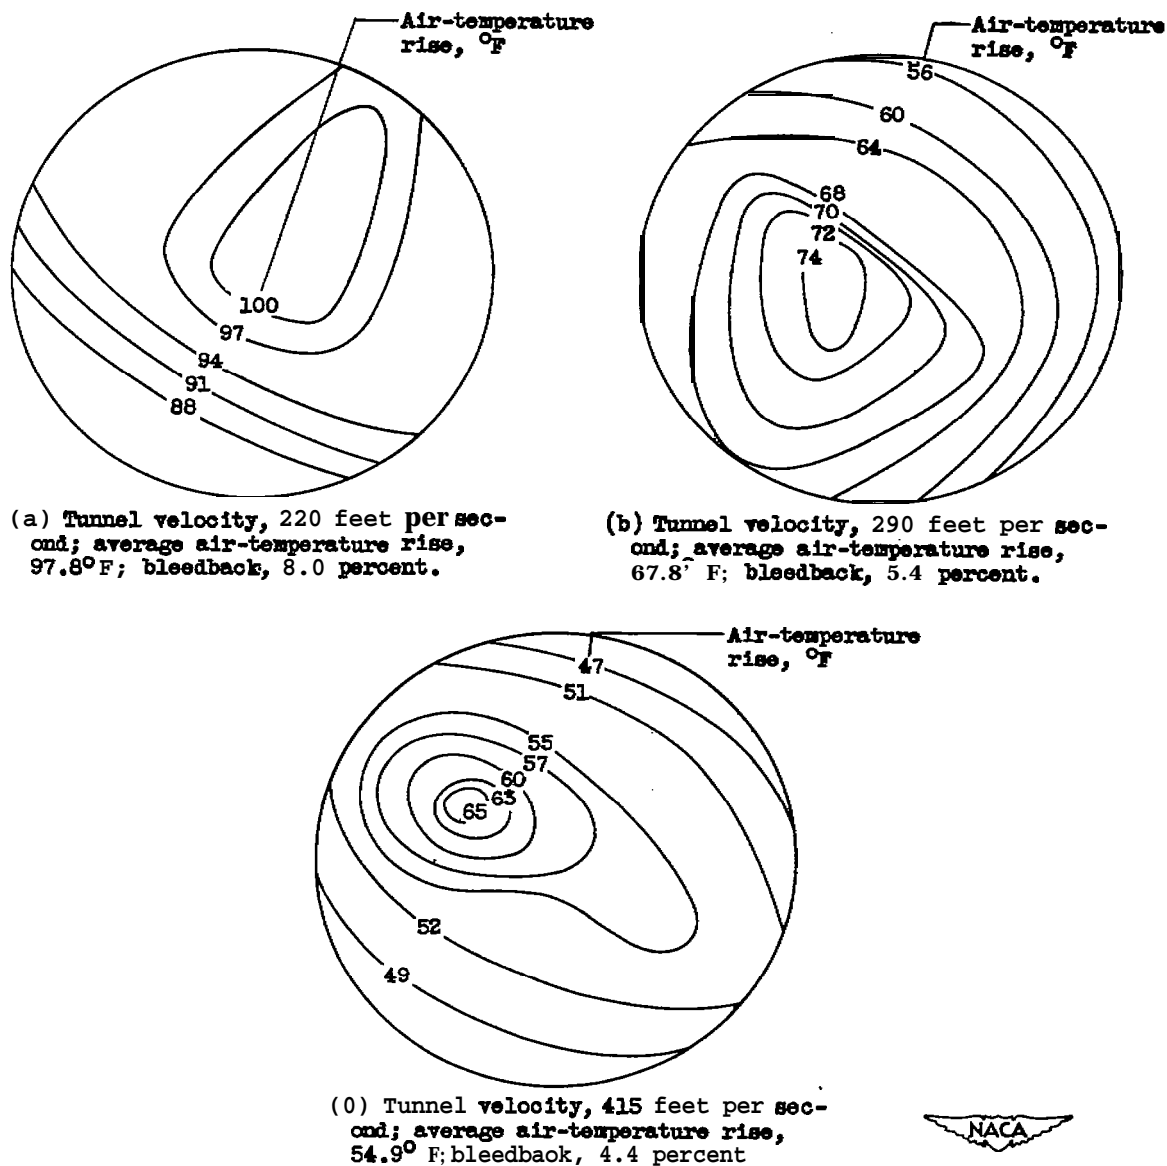 Air-temperature
rise, °F
100
97
94
91
88
(a) Tunnel velocity, 220 feet per sec-
ond; average air-temperature rise,
97.8° F; bleedback, 8.0 percent.
Air-temperature
rise, °F
56
60
64
68
70
72
74
(b) Tunnel velocity, 290 feet per sec-
ond; average air-temperature rise,
67.8' F; bleedback, 5.4 percent.
Air-temperature
rise, °F
47
51
55
57
60
63
65
52
49
(0) Tunnel velocity, 415 feet per sec-
ond; average air-temperature rise,
54.9° F; bleedback, 4.4 percent
NACA